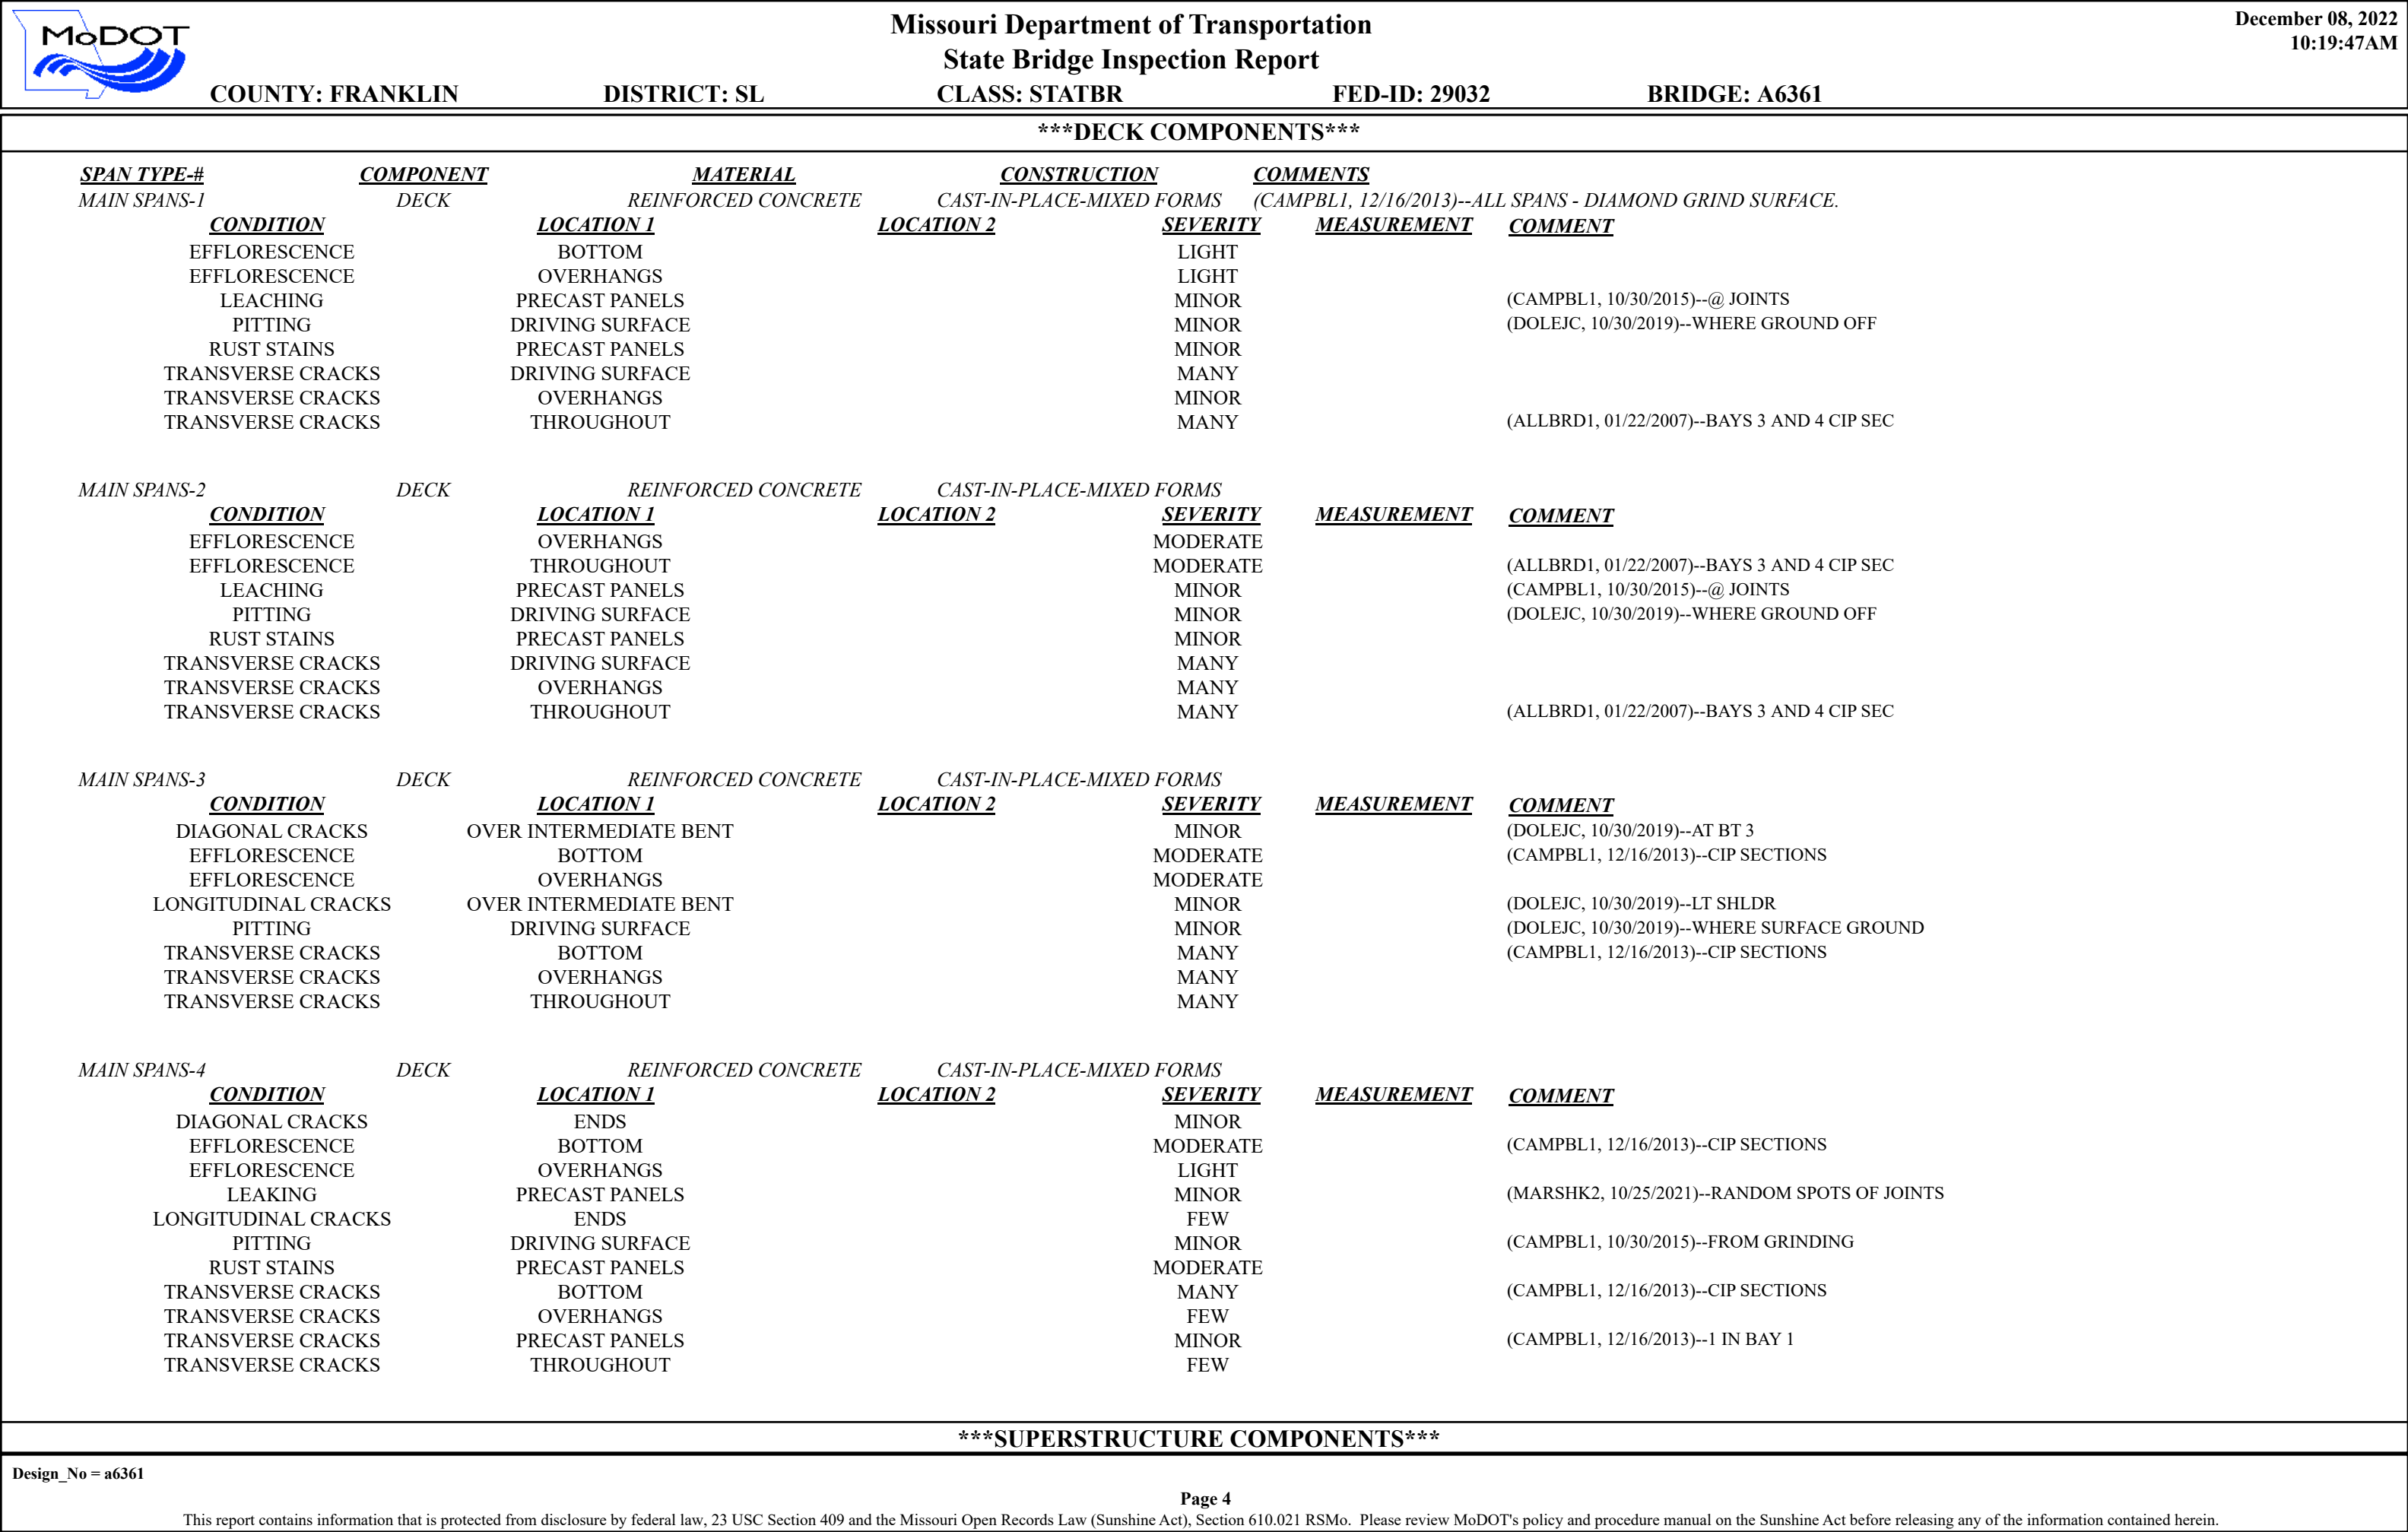 MoDOT
Missouri Department of Transportation
State Bridge Inspection Report
December 08, 2022
10:19:47AM
COUNTY: FRANKLIN DISTRICT: SL CLASS: STATBR FED-ID: 29032 BRIDGE: A6361
***DECK COMPONENTS***
SPAN TYPE-# COMPONENT MATERIAL CONSTRUCTION COMMENTS
MAIN SPANS-1 DECK REINFORCED CONCRETE CAST-IN-PLACE-MIXED FORMS (CAMPBL1, 12/16/2013)--ALL SPANS - DIAMOND GRIND SURFACE.
CONDITION LOCATION 1 LOCATION 2 SEVERITY MEASUREMENT COMMENT
EFFLORESCENCE BOTTOM LIGHT
EFFLORESCENCE OVERHANGS LIGHT
LEACHING PRECAST PANELS MINOR (CAMPBL1, 10/30/2015)--@ JOINTS
PITTING DRIVING SURFACE MINOR (DOLEJC, 10/30/2019)--WHERE GROUND OFF
RUST STAINS PRECAST PANELS MINOR
TRANSVERSE CRACKS DRIVING SURFACE MANY
TRANSVERSE CRACKS OVERHANGS MINOR
TRANSVERSE CRACKS THROUGHOUT MANY (ALLBRD1, 01/22/2007)--BAYS 3 AND 4 CIP SEC
MAIN SPANS-2 DECK REINFORCED CONCRETE CAST-IN-PLACE-MIXED FORMS
CONDITION LOCATION 1 LOCATION 2 SEVERITY MEASUREMENT COMMENT
EFFLORESCENCE OVERHANGS MODERATE
EFFLORESCENCE THROUGHOUT MODERATE (ALLBRD1, 01/22/2007)--BAYS 3 AND 4 CIP SEC
LEACHING PRECAST PANELS MINOR (CAMPBL1, 10/30/2015)--@ JOINTS
PITTING DRIVING SURFACE MINOR (DOLEJC, 10/30/2019)--WHERE GROUND OFF
RUST STAINS PRECAST PANELS MINOR
TRANSVERSE CRACKS DRIVING SURFACE MANY
TRANSVERSE CRACKS OVERHANGS MANY
TRANSVERSE CRACKS THROUGHOUT MANY (ALLBRD1, 01/22/2007)--BAYS 3 AND 4 CIP SEC
MAIN SPANS-3 DECK REINFORCED CONCRETE CAST-IN-PLACE-MIXED FORMS
CONDITION LOCATION 1 LOCATION 2 SEVERITY MEASUREMENT COMMENT
DIAGONAL CRACKS OVER INTERMEDIATE BENT MINOR (DOLEJC, 10/30/2019)--AT BT 3
EFFLORESCENCE BOTTOM MODERATE (CAMPBL1, 12/16/2013)--CIP SECTIONS
EFFLORESCENCE OVERHANGS MODERATE
LONGITUDINAL CRACKS OVER INTERMEDIATE BENT MINOR (DOLEJC, 10/30/2019)--LT SHLDR
PITTING DRIVING SURFACE MINOR (DOLEJC, 10/30/2019)--WHERE SURFACE GROUND
TRANSVERSE CRACKS BOTTOM MANY (CAMPBL1, 12/16/2013)--CIP SECTIONS
TRANSVERSE CRACKS OVERHANGS MANY
TRANSVERSE CRACKS THROUGHOUT MANY
MAIN SPANS-4 DECK REINFORCED CONCRETE CAST-IN-PLACE-MIXED FORMS
CONDITION LOCATION 1 LOCATION 2 SEVERITY MEASUREMENT COMMENT
DIAGONAL CRACKS ENDS MINOR
EFFLORESCENCE BOTTOM MODERATE (CAMPBL1, 12/16/2013)--CIP SECTIONS
EFFLORESCENCE OVERHANGS LIGHT
LEAKING PRECAST PANELS MINOR (MARSHK2, 10/25/2021)--RANDOM SPOTS OF JOINTS
LONGITUDINAL CRACKS ENDS FEW
PITTING DRIVING SURFACE MINOR (CAMPBL1, 10/30/2015)--FROM GRINDING
RUST STAINS PRECAST PANELS MODERATE
TRANSVERSE CRACKS BOTTOM MANY (CAMPBL1, 12/16/2013)--CIP SECTIONS
TRANSVERSE CRACKS OVERHANGS FEW
TRANSVERSE CRACKS PRECAST PANELS MINOR (CAMPBL1, 12/16/2013)--1 IN BAY 1
TRANSVERSE CRACKS THROUGHOUT FEW
***SUPERSTRUCTURE COMPONENTS***
Design_No = a6361
Page 4
This report contains information that is protected from disclosure by federal law, 23 USC Section 409 and the Missouri Open Records Law (Sunshine Act), Section 610.021 RSMo. Please review MoDOT's policy and procedure manual on the Sunshine Act before releasing any of the information contained herein.